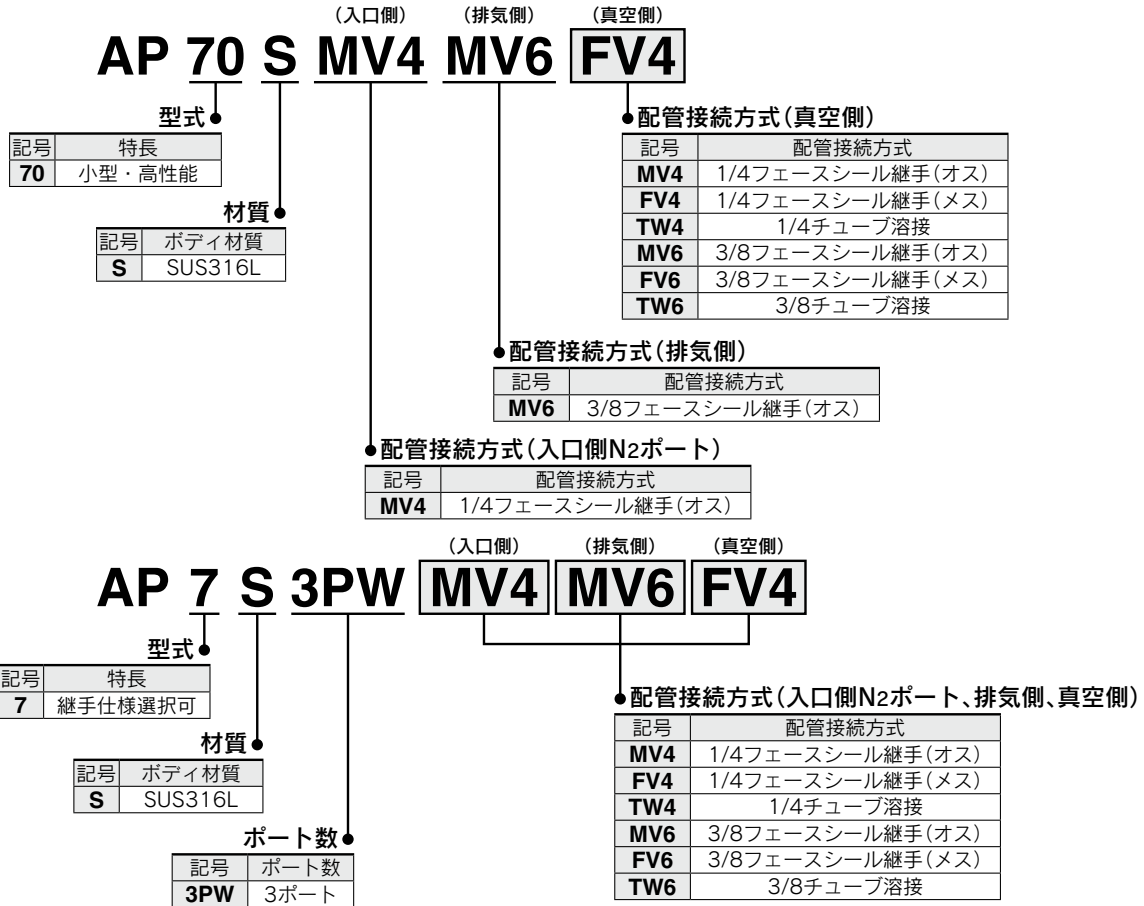 (入口側) (排気側) (真空側)
AP 70 S MV4 MV6 FV4
型式
記号 特長
70 小型・高性能
材質
記号 ボディ材質
S SUS316L
配管接続方式(真空側)
記号 配管接続方式
MV4 1/4フェースシール継手(オス)
FV4 1/4フェースシール継手(メス)
TW4 1/4チューブ溶接
MV6 3/8フェースシール継手(オス)
FV6 3/8フェースシール継手(メス)
TW6 3/8チューブ溶接
配管接続方式(排気側)
記号 配管接続方式
MV6 3/8フェースシール継手(オス)
配管接続方式(入口側N2ポート)
記号 配管接続方式
MV4 1/4フェースシール継手(オス)
(入口側) (排気側) (真空側)
AP 7 S 3PW MV4 MV6 FV4
型式
記号 特長
7 継手仕様選択可
材質
記号 ボディ材質
S SUS316L
ポート数
記号 ポート数
3PW 3ポート
配管接続方式(入口側N2ポート、排気側、真空側)
記号 配管接続方式
MV4 1/4フェースシール継手(オス)
FV4 1/4フェースシール継手(メス)
TW4 1/4チューブ溶接
MV6 3/8フェースシール継手(オス)
FV6 3/8フェースシール継手(メス)
TW6 3/8チューブ溶接